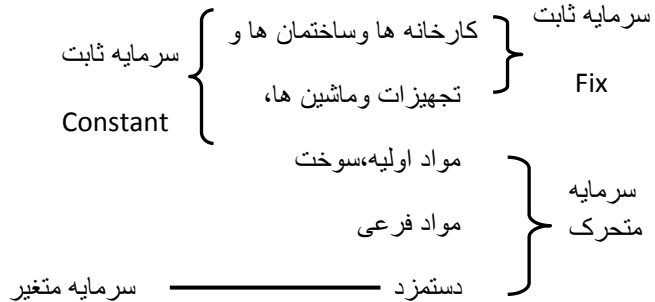 سرمایه ثابت
Fix
کارخانه ها وساختمان ها و
تجهیزات وماشین ها،
سرمایه ثابت
Constant
مواد اولیه،سوخت
مواد فرعی
دستمزد
سرمایه
متحرک
سرمایه متغیر